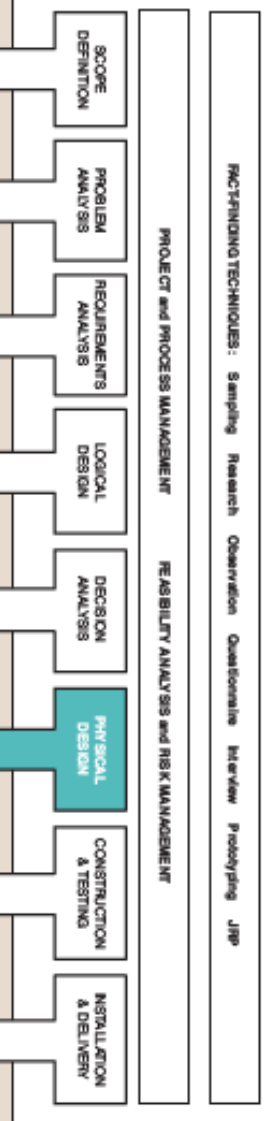 FACT-FINDING TECHNIQUES: Sampling Research Observation Questionnaire Interview Prototyping JRP
PROJECT and PROCESS MANAGEMENT FEASIBILITY ANALYSIS and RISK MANAGEMENT
SCOPE
DEFINITION
PROBLEM
ANALYSIS
REQUIREMENTS
ANALYSIS
LOGICAL
DESIGN
DECISION
ANALYSIS
PHYSICAL
DESIGN
CONSTRUCTION
& TESTING
INSTALLATION
& DELIVERY